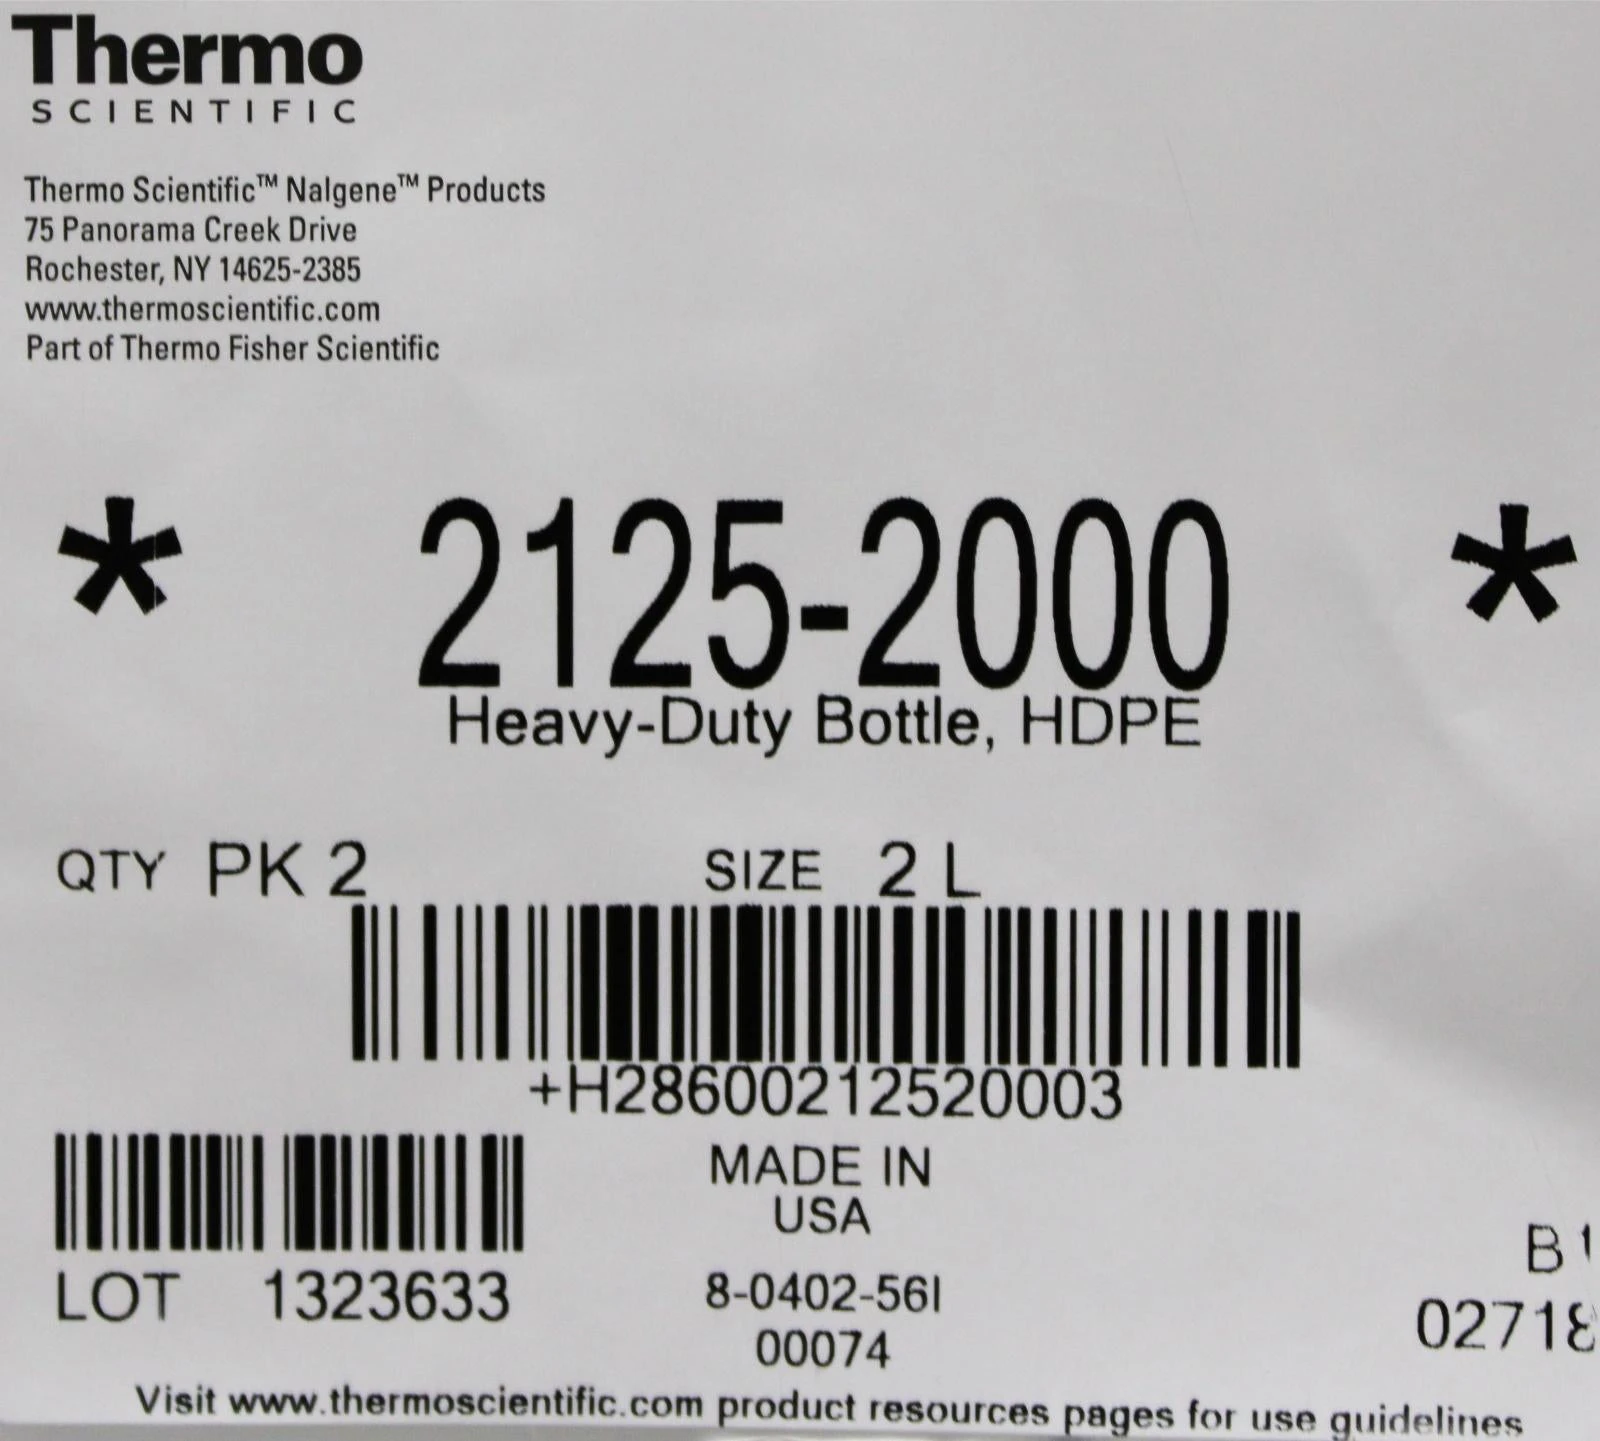 Thermo
SCIENTIFIC
Thermo Scientific™ Nalgene™ Products
75 Panorama Creek Drive
Rochester, NY 14625-2385
www.thermoscientific.com
Part of Thermo Fisher Scientific
* 2125-2000 *
Heavy-Duty Bottle, HDPE
QTY PK 2 SIZE 2 L
+H28600212520003
MADE IN
USA
B
LOT 1323633 8-0402-56I
02718
00074
Visit www.thermoscientific.com product resources pages for use guidelines